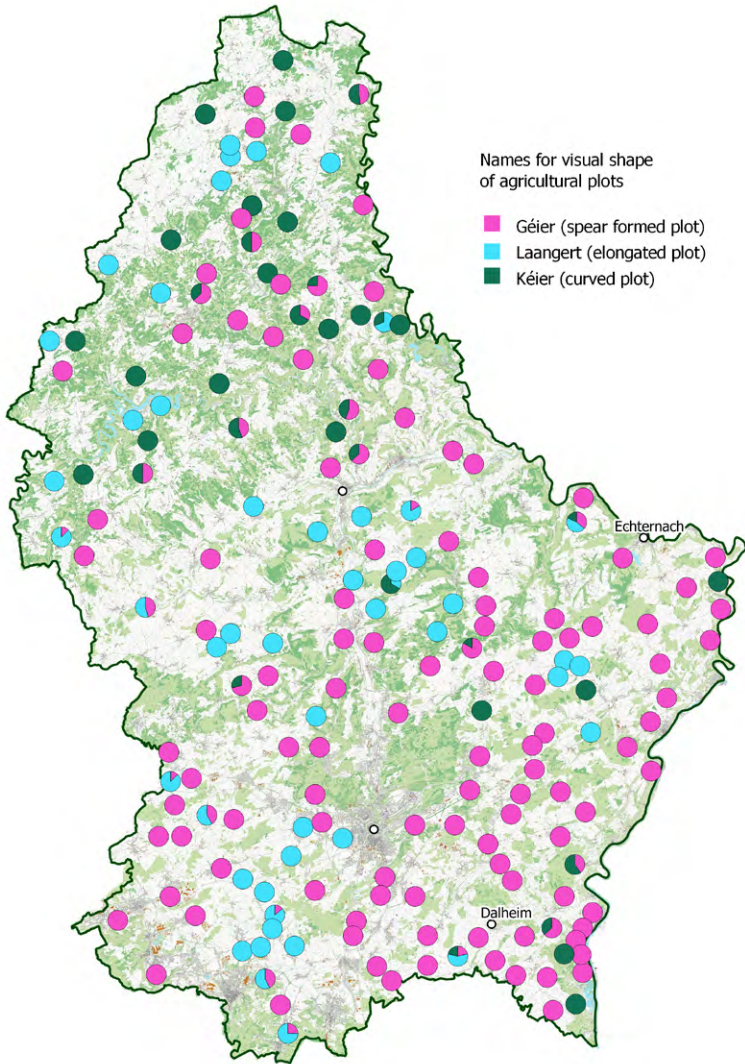 Names for visual shape
of agricultural plots
Géier (spear formed plot)
Laangert (elongated plot)
Kéier (curved plot)
Echternach
Dalheim